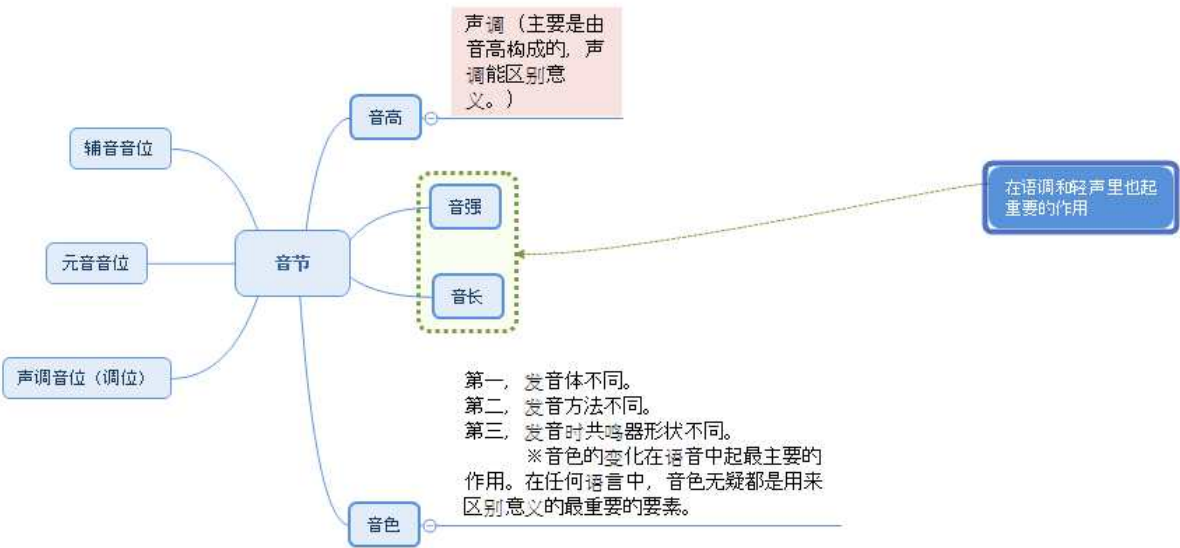 声调（主要是由
音高构成的，声
调能区别意
义。）
音高
辅音音位
在语调和轻声里也起
重要的作用
音强
元音音位
音节
音长
声调音位（调位）
第一，发音体不同。
第二，发音方法不同。
第三，发音时共鸣器形状不同。
※音色的变化在语音中起最主要的
作用。在任何语言中，音色无疑都是用来
区别意义的最重要的要素。
音色